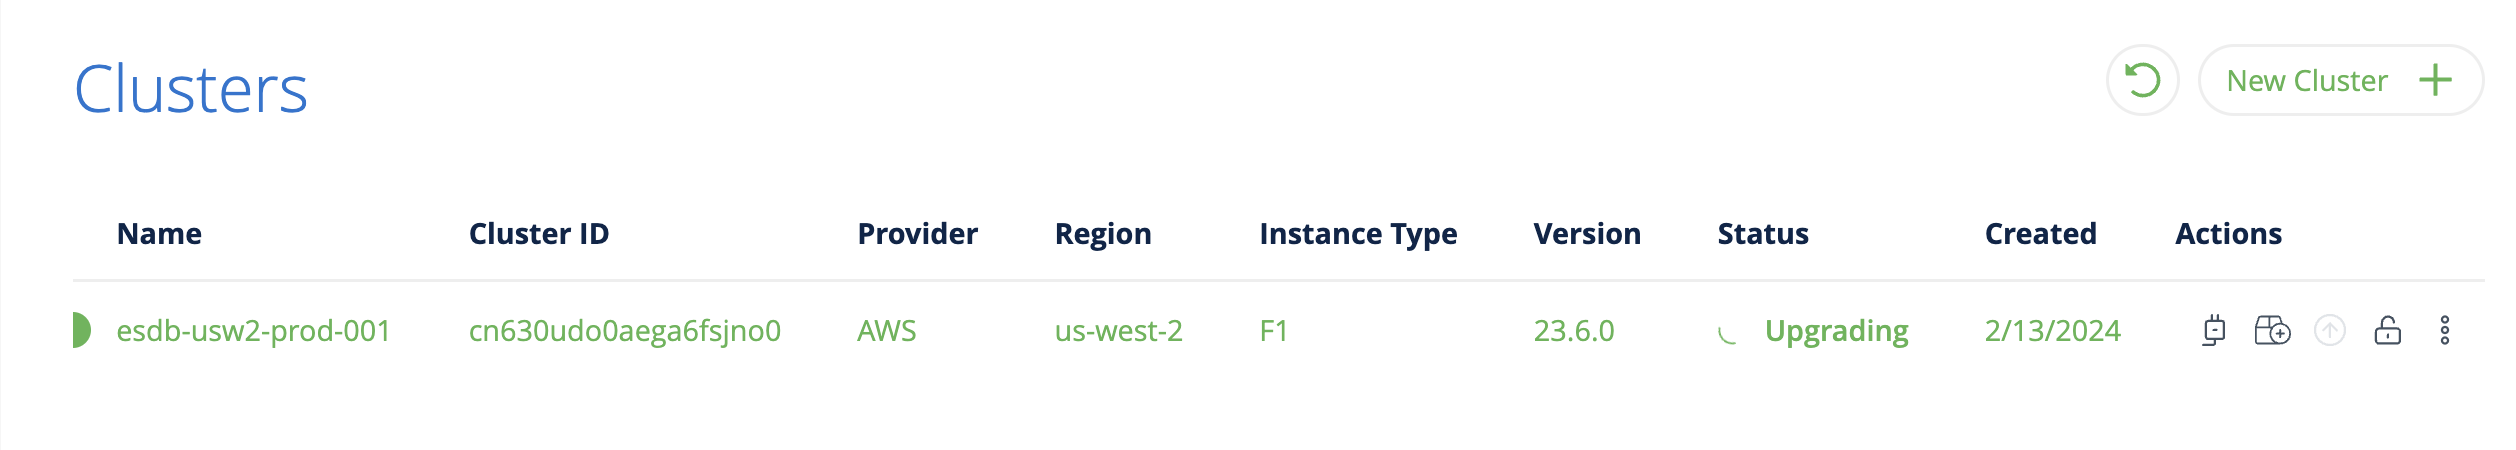 Clusters
New Cluster
Name Cluster ID Provider Region Instance Type Version Status Created Actions
esdb-usw2-prod-001 cn630udo0aega6fsjno0 AWS us-west-2 F1 23.6.0 Upgrading 2/13/2024